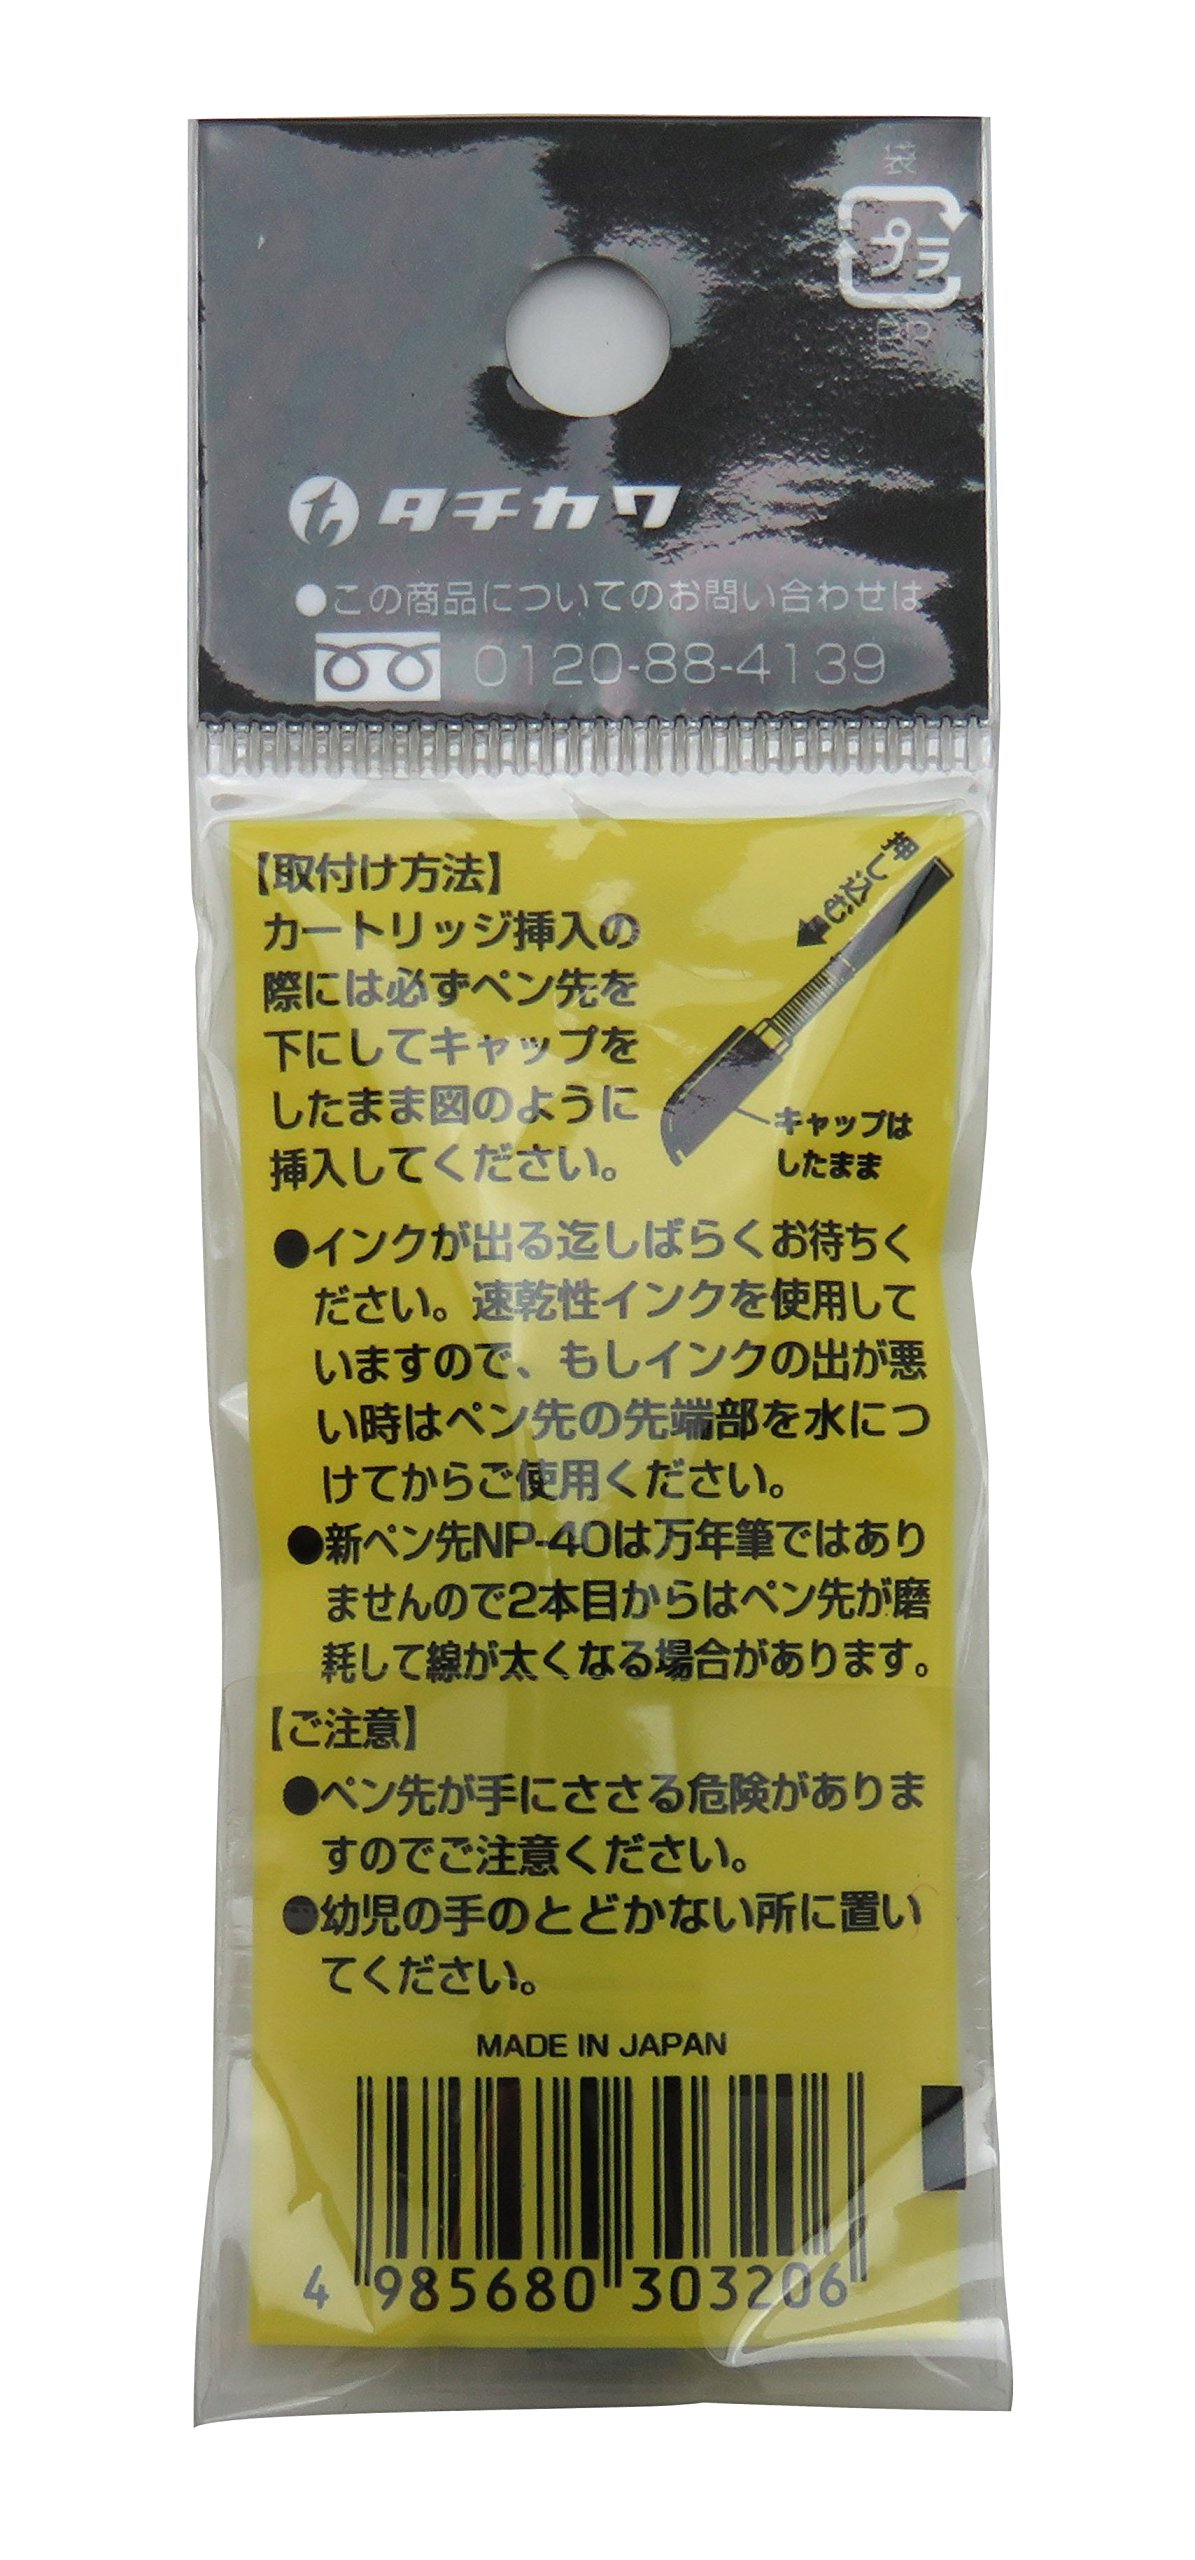 袋
プラ
PP
タチカワ
●この商品についてのお問い合わせは
0120-88-4139
【取付け方法】
カートリッジ挿入の
際には必ずペン先を
下にしてキャップを
したまま図のように
挿入してください。
押し込む
キャップは
したまま
●インクが出る迄しばらくお待ちく
ださい。速乾性インクを使用して
いますので、もしインクの出が悪
い時はペン先の先端部を水につ
けてからご使用ください。
●新ペン先NP-40は万年筆ではあり
ませんので2本目からはペン先が磨
耗して線が太くなる場合があります。
【ご注意】
●ペン先が手にささる危険がありま
すのでご注意ください。
●幼児の手のとどかない所に置い
てください。
MADE IN JAPAN
4 985680 303206